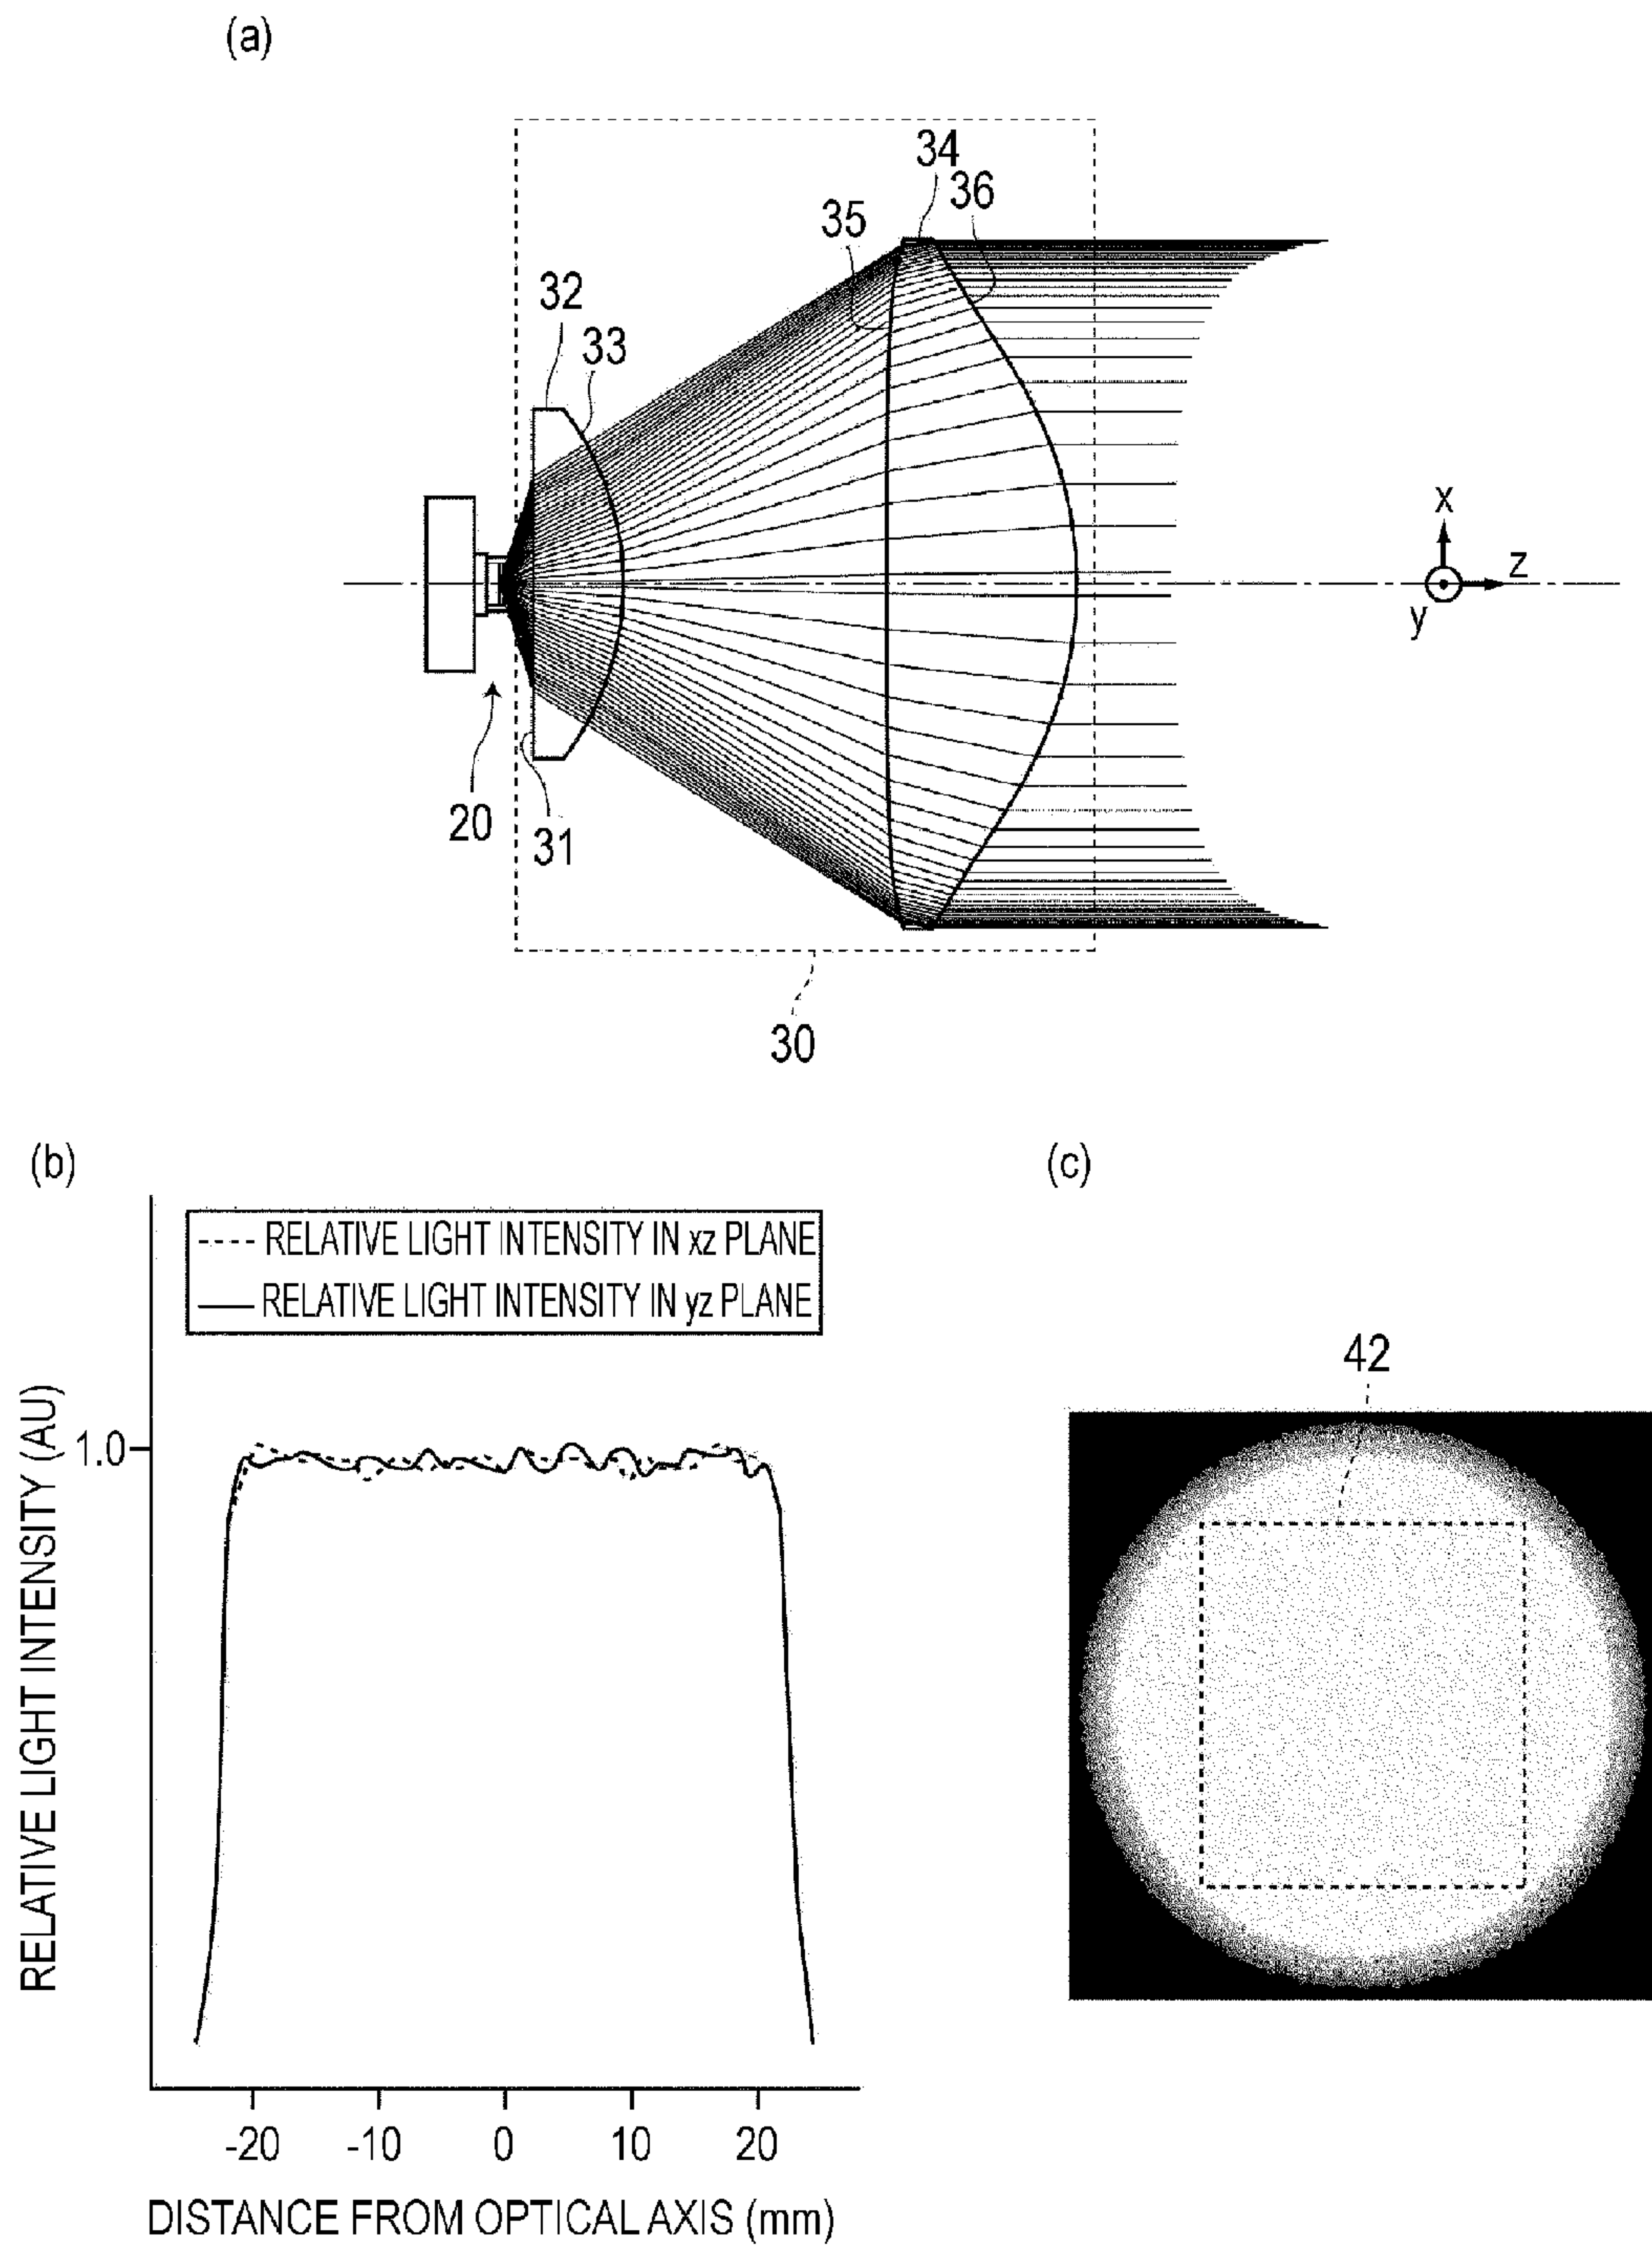 (a)
34
36
35
32
33
x
z
y
20
31
30
(b)
(c)
RELATIVE LIGHT INTENSITY IN xz PLANE
RELATIVE LIGHT INTENSITY IN yz PLANE
42
RELATIVE LIGHT INTENSITY (AU)
1.0
-20 -10 0 10 20
DISTANCE FROM OPTICAL AXIS (mm)